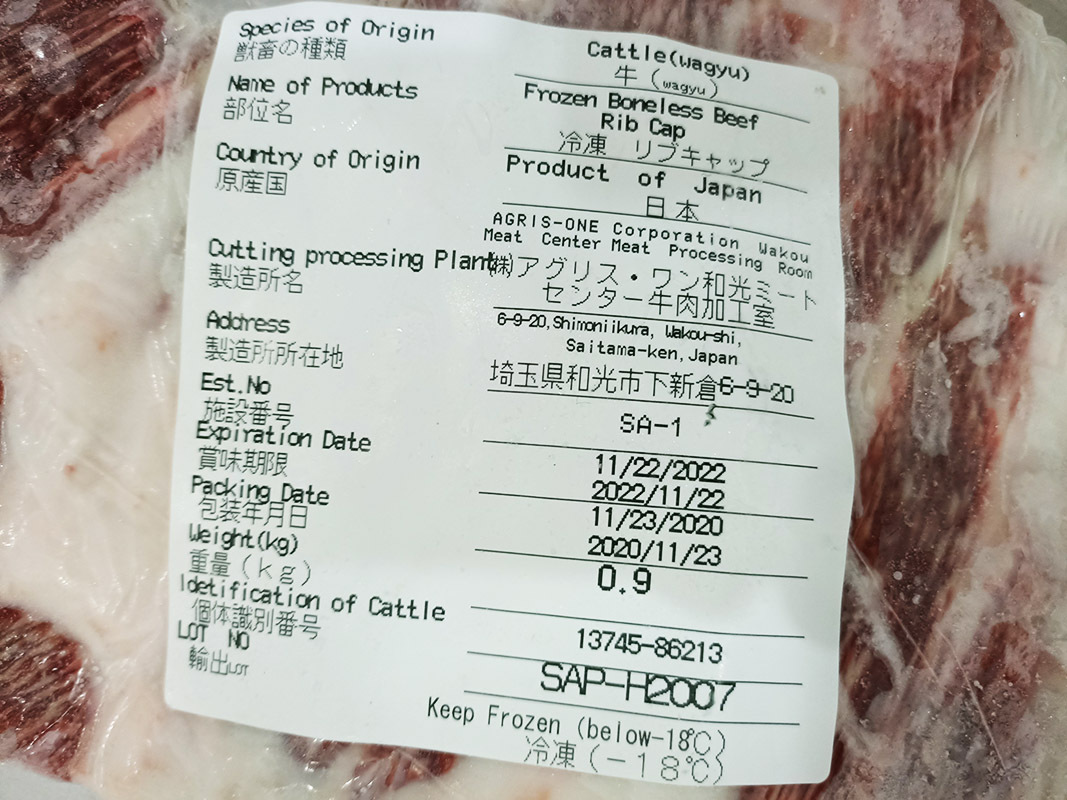 Species of Origin
獣畜の種類
Cattle(wagyu)
牛 (wagyu)
Name of Products
部位名
Frozen Boneless Beef
Rib Cap
冷凍 リブキャップ
Country of Origin
原産国
Product of Japan
日本
Cutting processing Plant
製造所名
AGRIS-ONE Corporation Wakou
Meat Center Meat Processing Room
㈱アグリス・ワン和光ミート
センター牛肉加工室
Address
製造所所在地
6-9-20,Shimoniikura, Wakou-shi,
Saitama-ken,Japan
埼玉県和光市下新倉6-9-20
Est.No
施設番号
SA-1
Expiration Date
賞味期限
11/22/2022
2022/11/22
Packing Date
包装年月日
11/23/2020
2020/11/23
Weight(kg)
重量(kg)
0.9
Idetification of Cattle
個体識別番号
13745-86213
LOT NO
輸出LOT
SAP-H2007
Keep Frozen (below-18℃)
冷凍(-18℃)